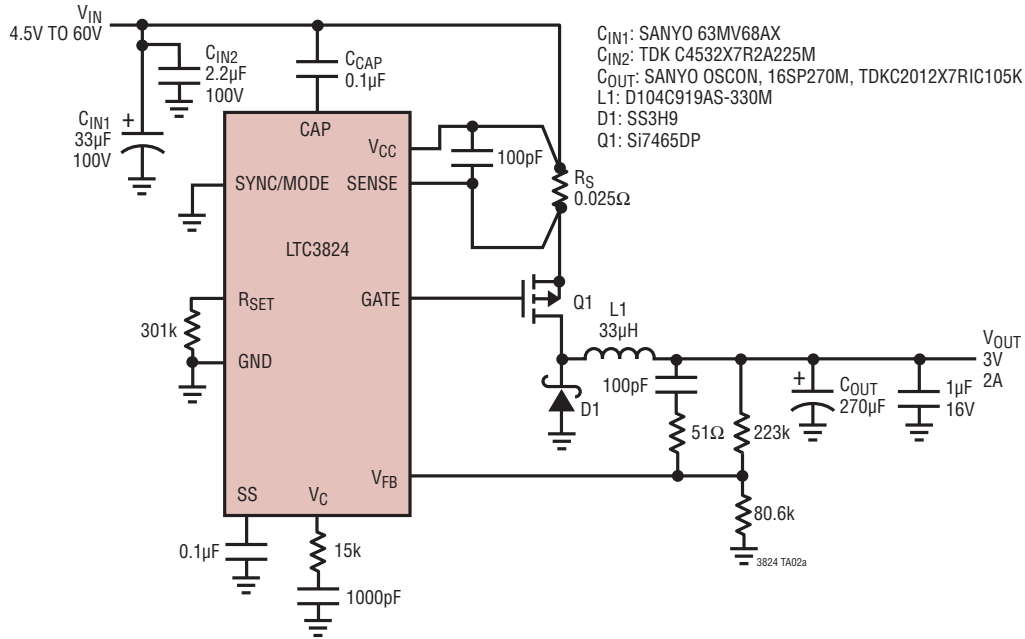 VIN
4.5V TO 60V
CIN2
2.2µF
100V
CIN1
33µF
100V
+
CCAP
0.1µF
CIN1: SANYO 63MV68AX
CIN2: TDK C4532X7R2A225M
COUT: SANYO OSCON, 16SP270M, TDKC2012X7RIC105K
L1: D104C919AS-330M
D1: SS3H9
Q1: Si7465DP
CAP
VCC
100pF
SYNC/MODE
SENSE
RS
0.025Ω
LTC3824
RSET
GATE
Q1
301k
GND
L1
33µH
VOUT
3V
2A
100pF
+
COUT
270µF
1µF
16V
D1
51Ω
223k
VFB
SS
VC
80.6k
0.1µF
15k
1000pF
3824 TA02a